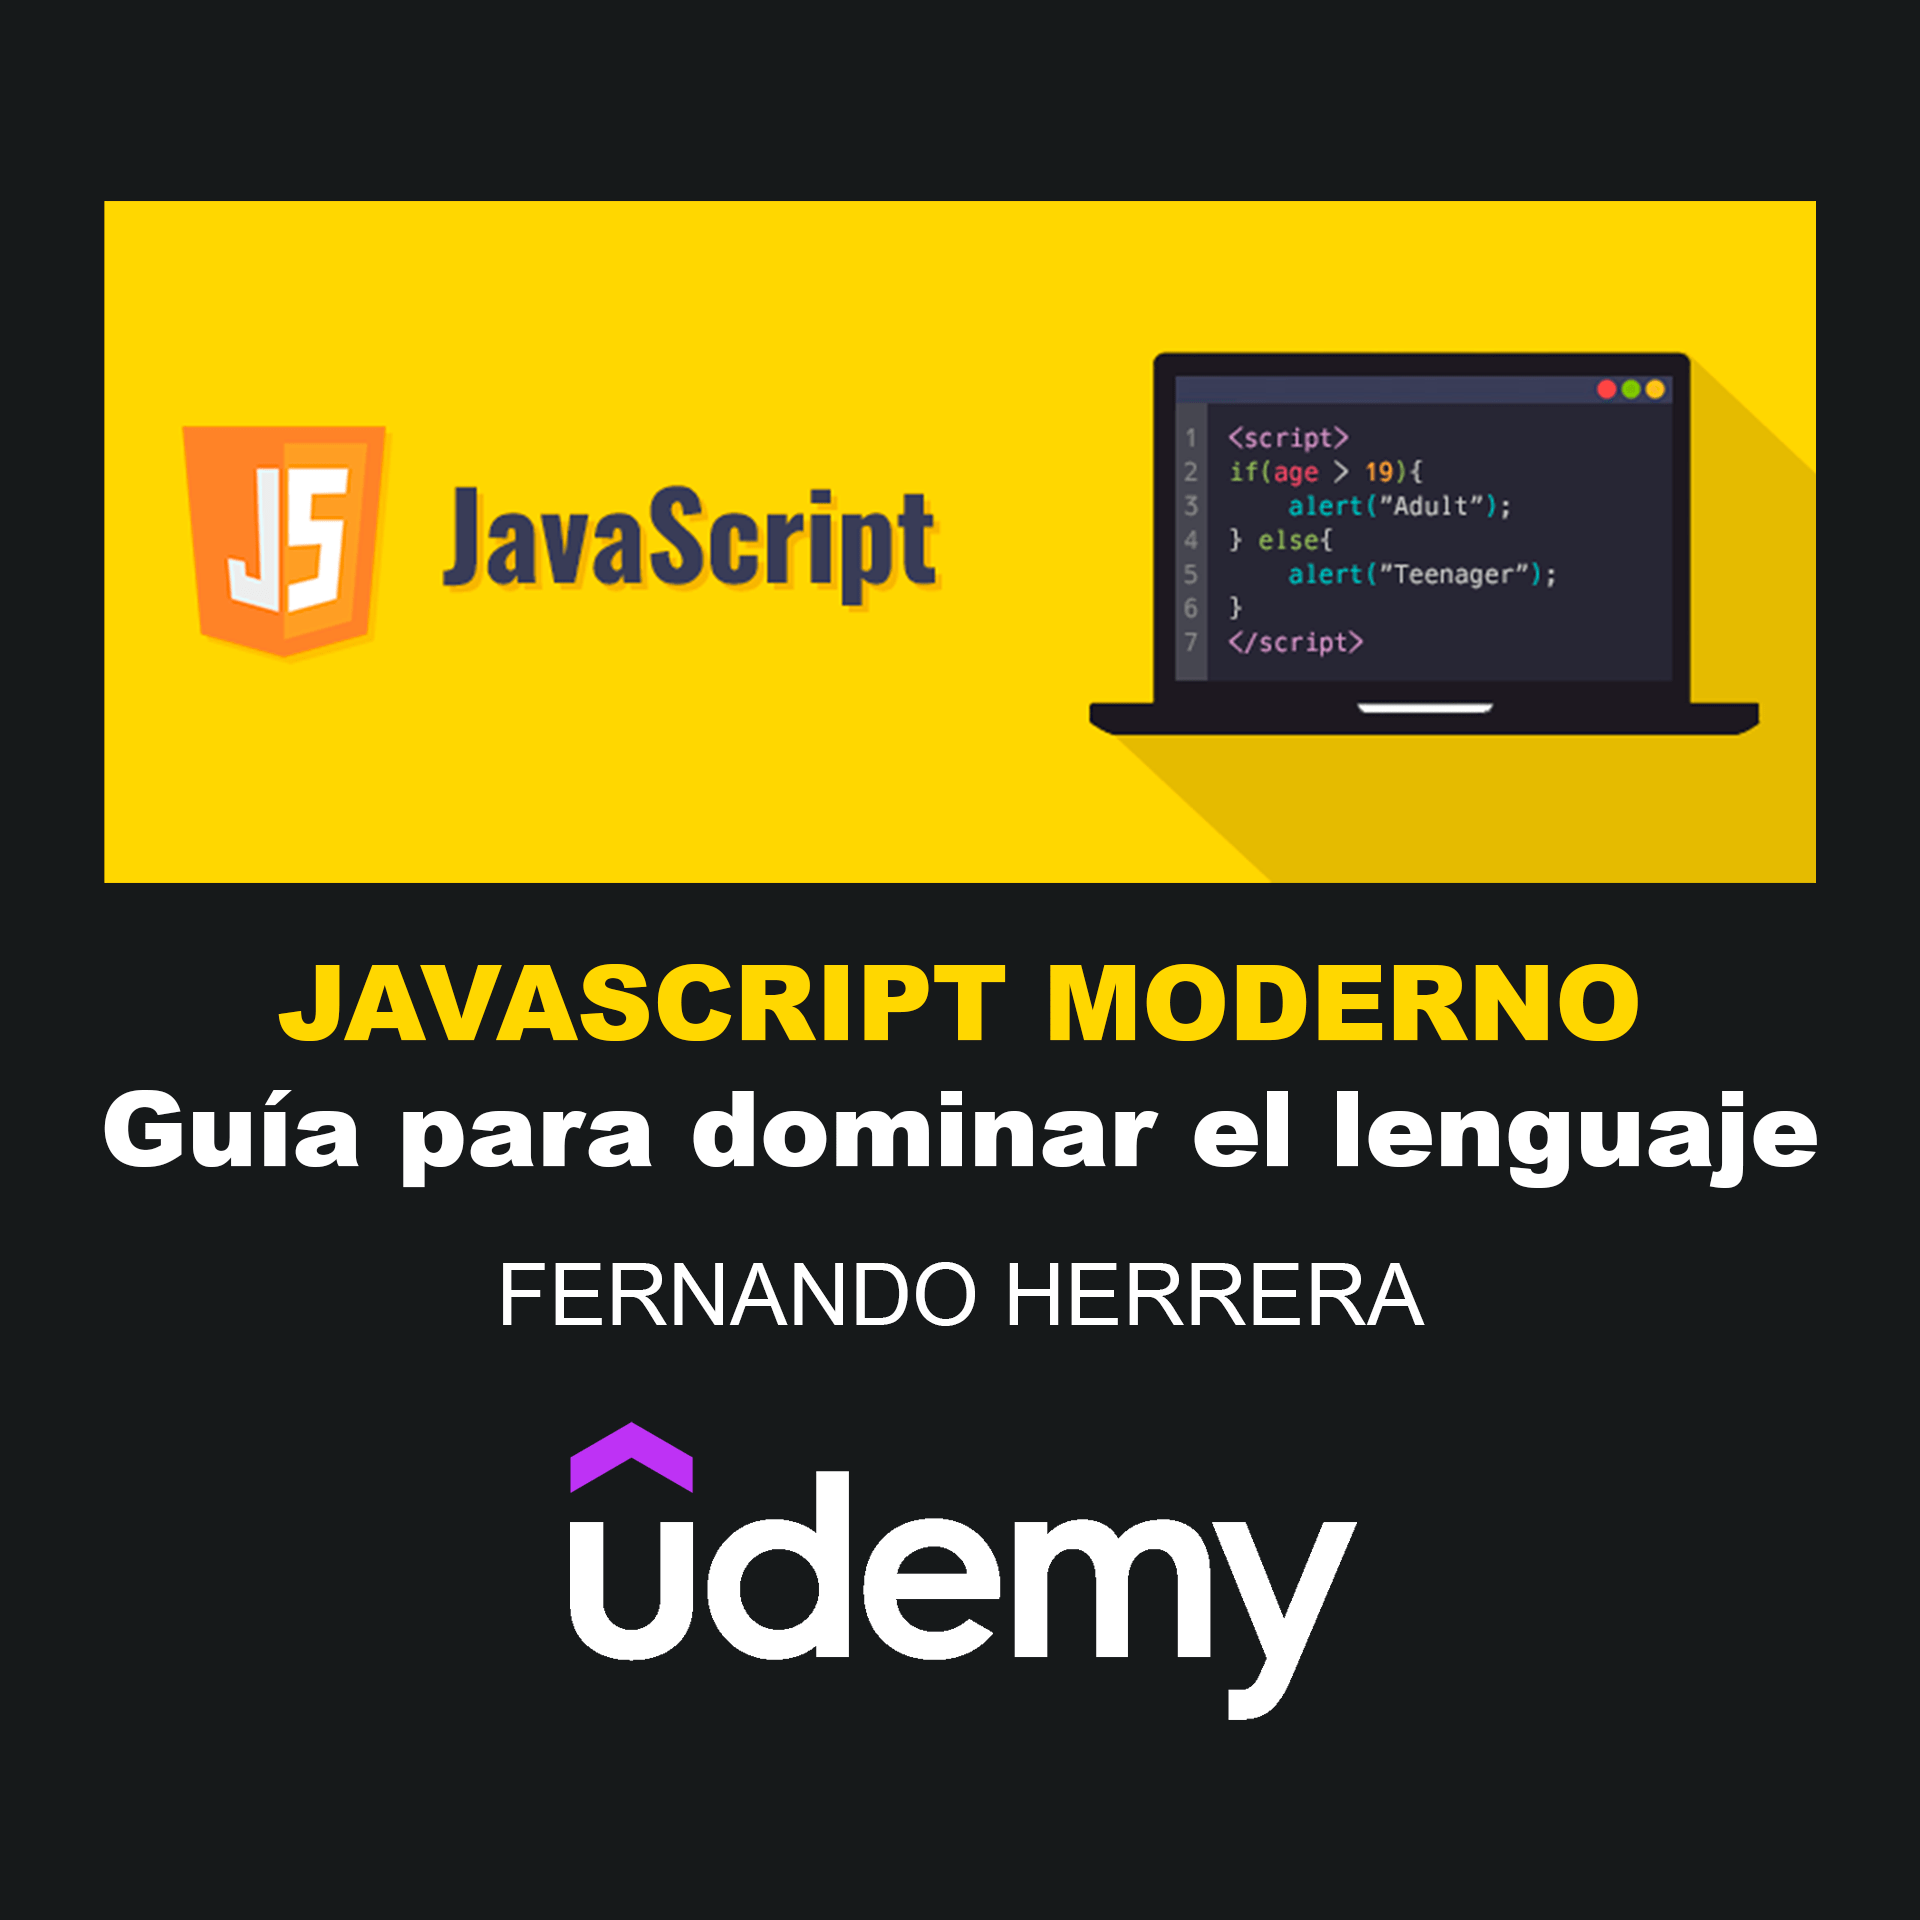 JS
JavaScript
1 <script>
2 if(age > 19){
3 alert("Adult");
4 } else{
5 alert("Teenager");
6 }
7 </script>
JAVASCRIPT MODERNO
Guía para dominar el lenguaje
FERNANDO HERRERA
udemy